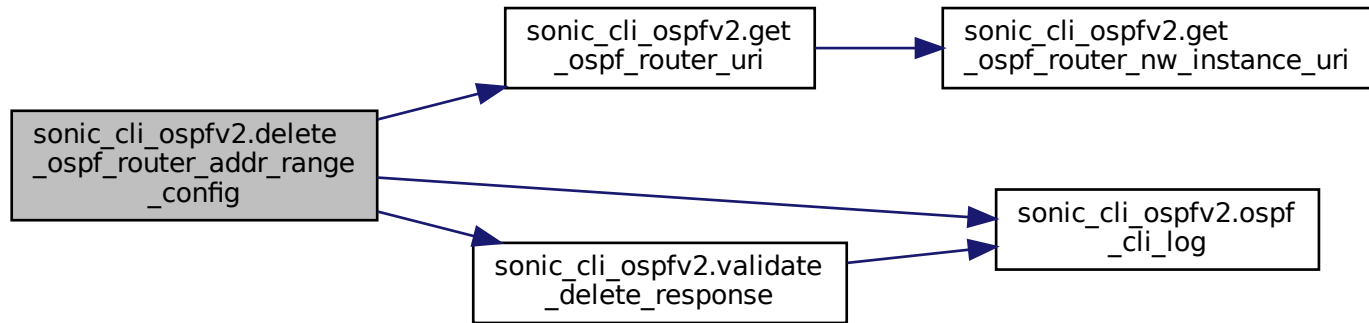 sonic_cli_ospfv2.delete
_ospf_router_addr_range
_config
sonic_cli_ospfv2.get
_ospf_router_uri
sonic_cli_ospfv2.get
_ospf_router_nw_instance_uri
sonic_cli_ospfv2.ospf
_cli_log
sonic_cli_ospfv2.validate
_delete_response